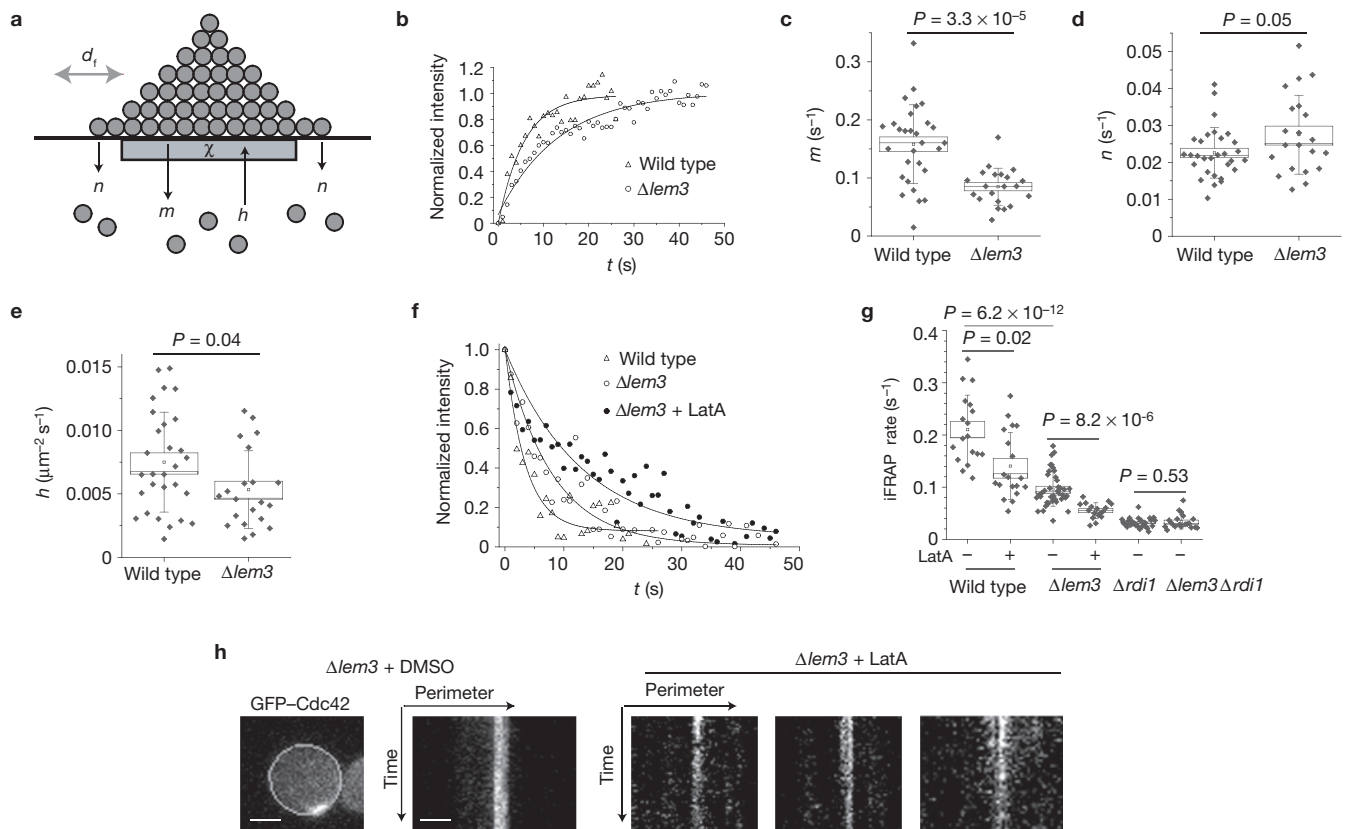 a
d_f
χ
n
m
h
n
b
Normalized intensity
1.2
1.0
0.8
0.6
0.4
0.2
0
0
10
20
30
40
50
t (s)
Wild type
Δlem3
c
P = 3.3 × 10⁻⁵
m (s⁻¹)
0.3
0.2
0.1
0
Wild type
Δlem3
d
P = 0.05
n (s⁻¹)
0.05
0.04
0.03
0.02
0.01
0
Wild type
Δlem3
e
P = 0.04
h (μm⁻² s⁻¹)
0.015
0.010
0.005
0
Wild type
Δlem3
f
Normalized intensity
1.0
0.8
0.6
0.4
0.2
0
0
10
20
30
40
50
t (s)
Wild type
Δlem3
Δlem3 + LatA
g
P = 6.2 × 10⁻¹²
P = 0.02
P = 8.2 × 10⁻⁶
P = 0.53
iFRAP rate (s⁻¹)
0.4
0.3
0.2
0.1
0
LatA − + − + − −
Wild type Δlem3 Δrdi1 Δlem3 Δrdi1
h
Δlem3 + DMSO
Δlem3 + LatA
GFP–Cdc42
Perimeter
Time
Perimeter
Time